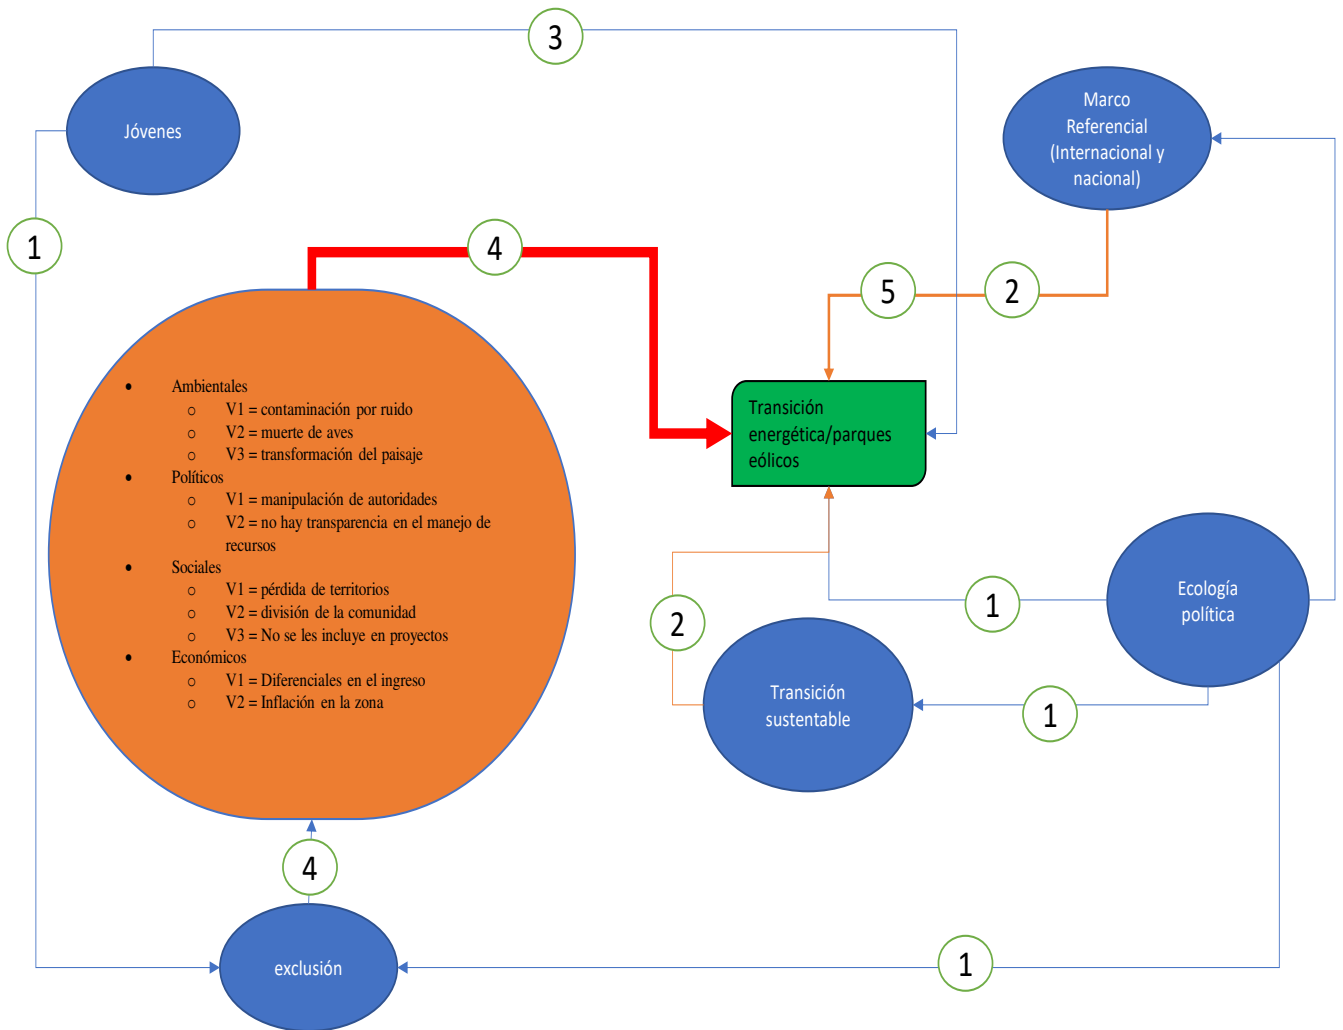 3
Jóvenes
Marco
Referencial
(Internacional y
nacional)
1
4
5
2
• Ambientales
o V1 = contaminación por ruido
o V2 = muerte de aves
o V3 = transformación del paisaje
• Políticos
o V1 = manipulación de autoridades
o V2 = no hay transparencia en el manejo de
recursos
• Sociales
o V1 = pérdida de territorios
o V2 = división de la comunidad
o V3 = No se les incluye en proyectos
• Económicos
o V1 = Diferenciales en el ingreso
o V2 = Inflación en la zona
Transición
energética/parques
eólicos
1
2
Ecología
política
Transición
sustentable
1
4
exclusión
1